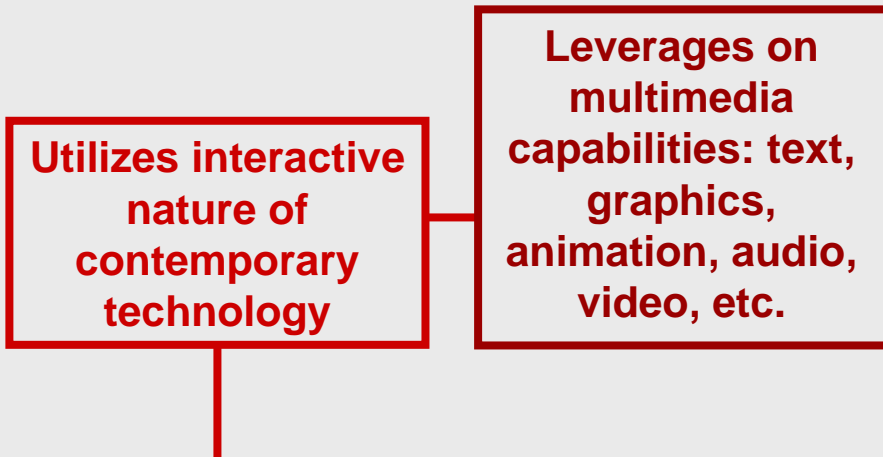 Utilizes interactive
nature of
contemporary
technology
Leverages on
multimedia
capabilities: text,
graphics,
animation, audio,
video, etc.